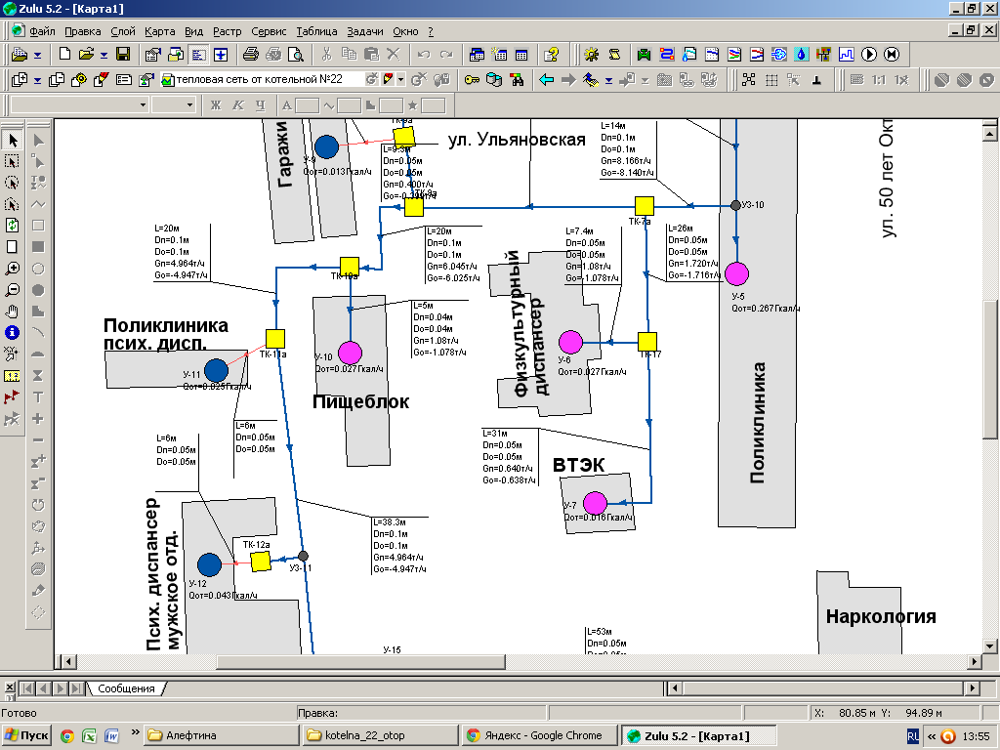 Zulu 5.2 - [Карта1]
Файл Правка Слой Карта Вид Растр Сервис Таблица Задачи Окно ?
тепловая сеть от котельной №22
1:1
Ж К Ч
А
Гаражи
У-9
Qот=0.013Гкал/ч
L=9.3м
Dп=0.05м
Dо=0.05м
Gп=0.400т/ч
ул. Ульяновская
L=14м
Dп=0.1м
Dо=0.1м
Gп=8.166т/ч
Gо=-8.140т/ч
ул. 50 лет Окт
ТК-7а
УЗ-10
L=20м
Dп=0.1м
Dо=0.1м
Gп=4.964т/ч
Gо=-4.947т/ч
L=20м
Dп=0.1м
Dо=0.1м
Gп=6.045т/ч
Gо=-6.025т/ч
L=7.4м
Dп=0.05м
Dо=0.05м
Gп=1.08т/ч
Gо=-1.078т/ч
L=26м
Dп=0.05м
Dо=0.05м
Gп=1.720т/ч
Gо=-1.716т/ч
ТК-10а
У-5
Qот=0.267Гкал/ч
L=5м
Dп=0.04м
Dо=0.04м
Gп=1.08т/ч
Gо=-1.078т/ч
Физкультурный
диспансер
Поликлиника
псих. дисп.
ТК-11а
У-10
Qот=0.027Гкал/ч
У-11
Qот=0.025Гкал/ч
У-6
Qот=0.027Гкал/ч
ТК-17
Поликлиника
Пищеблок
L=6м
Dп=0.05м
Dо=0.05м
L=6м
Dп=0.05м
Dо=0.05м
L=31м
Dп=0.05м
Dо=0.05м
Gп=0.640т/ч
Gо=-0.638т/ч
ВТЭК
У-7
Qот=0.016Гкал/ч
Псих. диспансер
мужское отд.
L=38.3м
Dп=0.1м
Dо=0.1м
Gп=4.964т/ч
Gо=-4.947т/ч
ТК-12а
УЗ-11
У-12
Qот=0.043Гкал/ч
Наркология
У-15
L=53м
Dп=0.05м
Сообщения
Готово
Правка:
X: 80.85 м Y: 94.89 м
Пуск
Алефтина
kotelna_22_otop
Яндекс - Google Chrome
Zulu 5.2 - [Карта1]
RU
13:55